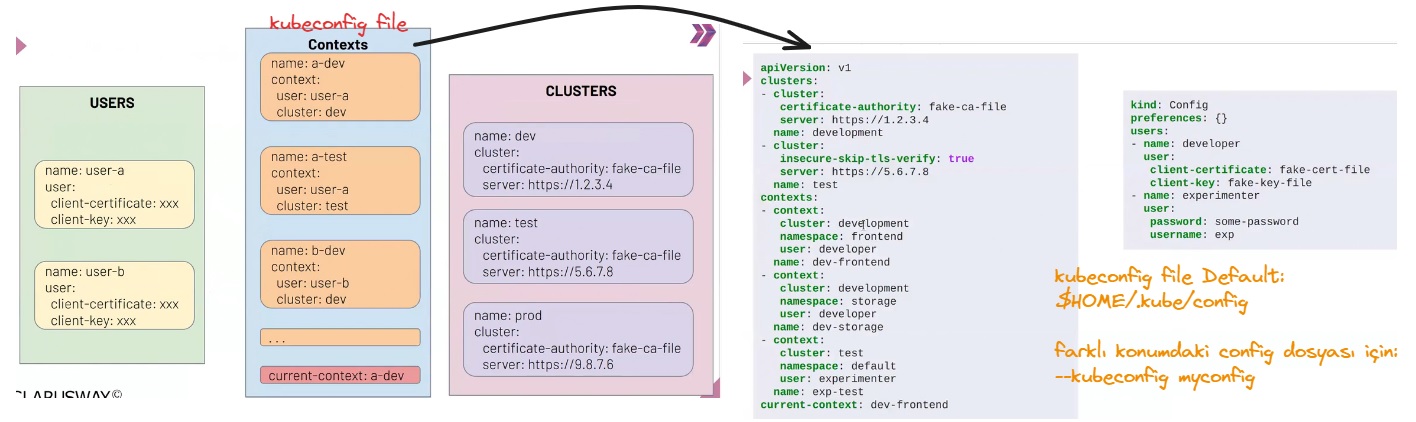 kubeconfig file
USERS
name: user-a
user:
client-certificate: xxx
client-key: xxx
name: user-b
user:
client-certificate: xxx
client-key: xxx
CLARUSWAY©
Contexts
name: a-dev
context:
user: user-a
cluster: dev
name: a-test
context:
user: user-a
cluster: test
name: b-dev
context:
user: user-b
cluster: dev
...
current-context: a-dev
CLUSTERS
name: dev
cluster:
certificate-authority: fake-ca-file
server: https://1.2.3.4
name: test
cluster:
certificate-authority: fake-ca-file
server: https://5.6.7.8
name: prod
cluster:
certificate-authority: fake-ca-file
server: https://9.8.7.6
apiVersion: v1
clusters:
- cluster:
certificate-authority: fake-ca-file
server: https://1.2.3.4
name: development
- cluster:
insecure-skip-tls-verify: true
server: https://5.6.7.8
name: test
contexts:
- context:
cluster: development
namespace: frontend
user: developer
name: dev-frontend
- context:
cluster: development
namespace: storage
user: developer
name: dev-storage
- context:
cluster: test
namespace: default
user: experimenter
name: exp-test
current-context: dev-frontend
kind: Config
preferences: {}
users:
- name: developer
user:
client-certificate: fake-cert-file
client-key: fake-key-file
- name: experimenter
user:
password: some-password
username: exp
kubeconfig file Default:
$HOME/.kube/config
farklı konumdaki config dosyası için:
--kubeconfig myconfig